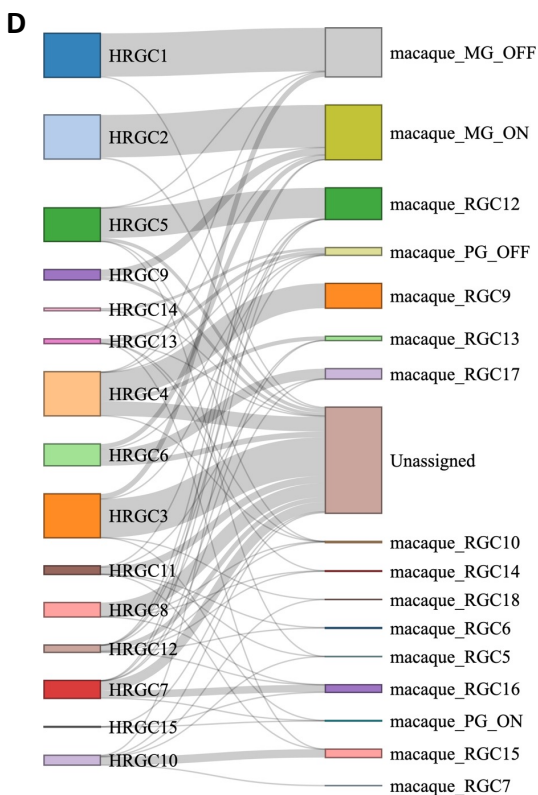 D
HRGC1
HRGC2
HRGC5
HRGC9
HRGC14
HRGC13
HRGC4
HRGC6
HRGC3
HRGC11
HRGC8
HRGC12
HRGC7
HRGC15
HRGC10
macaque_MG_OFF
macaque_MG_ON
macaque_RGC12
macaque_PG_OFF
macaque_RGC9
macaque_RGC13
macaque_RGC17
Unassigned
macaque_RGC10
macaque_RGC14
macaque_RGC18
macaque_RGC6
macaque_RGC5
macaque_RGC16
macaque_PG_ON
macaque_RGC15
macaque_RGC7